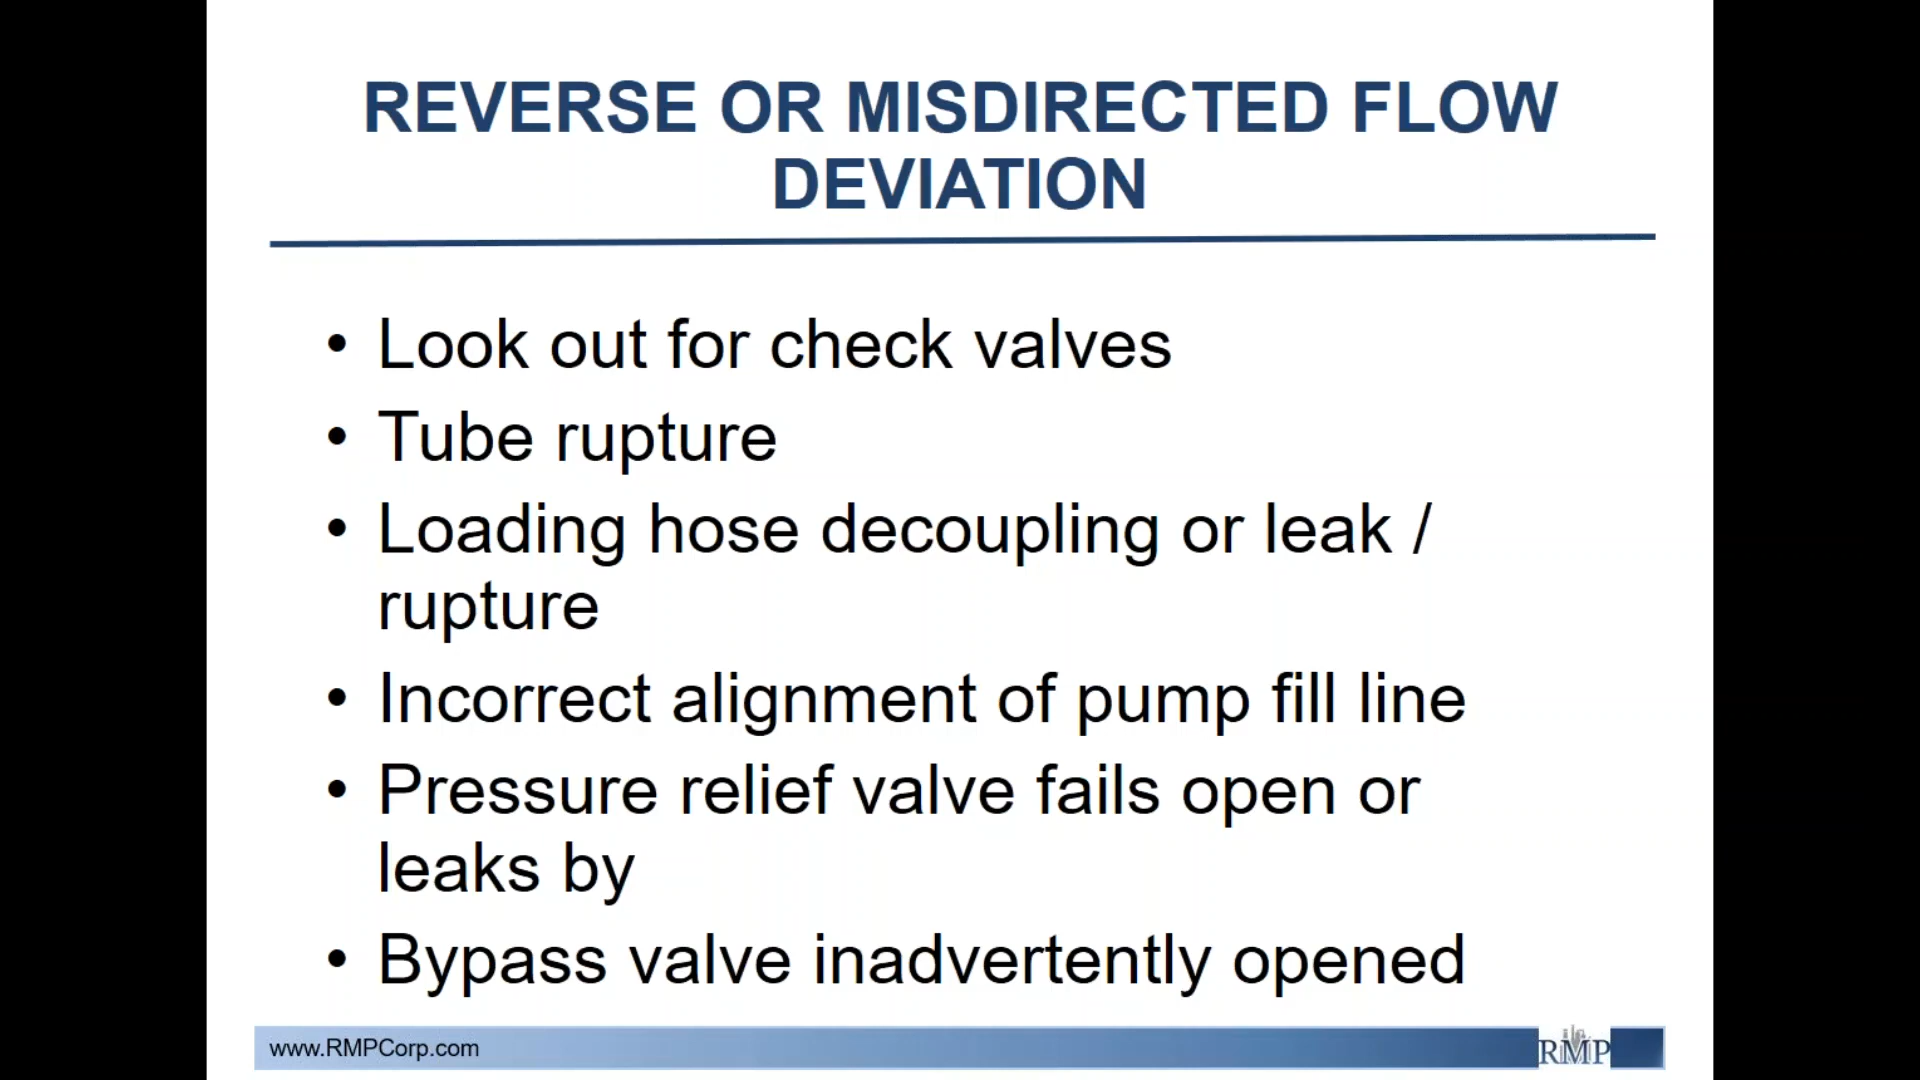 REVERSE OR MISDIRECTED FLOW
DEVIATION
• Look out for check valves
• Tube rupture
• Loading hose decoupling or leak /
rupture
• Incorrect alignment of pump fill line
• Pressure relief valve fails open or
leaks by
• Bypass valve inadvertently opened
www.RMPCorp.com
RMP